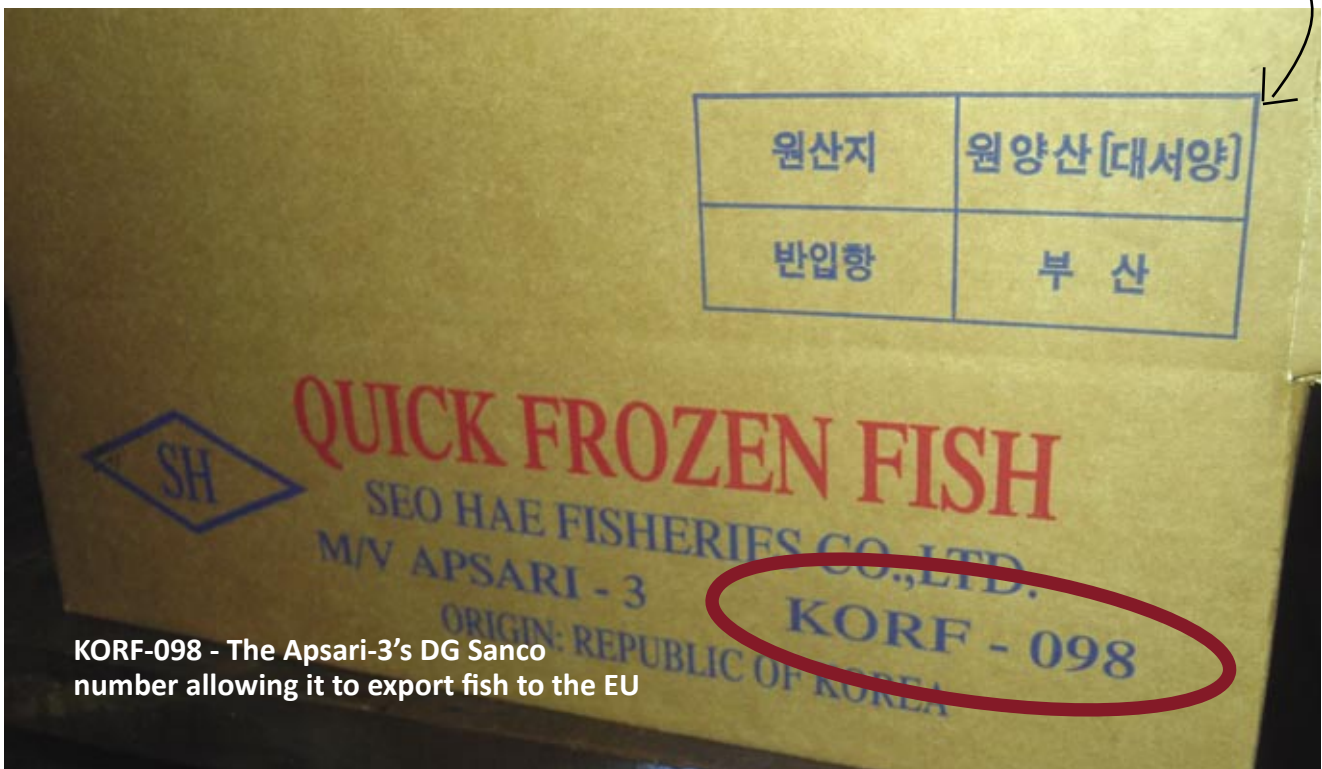 원산지 원양산[대서양]
반입항 부 산
SH
QUICK FROZEN FISH
SEO HAE FISHERIES CO.,LTD.
M/V APSARI - 3
KORF - 098
ORIGIN: REPUBLIC OF KOREA
KORF-098 - The Apsari-3's DG Sanco
number allowing it to export fish to the EU